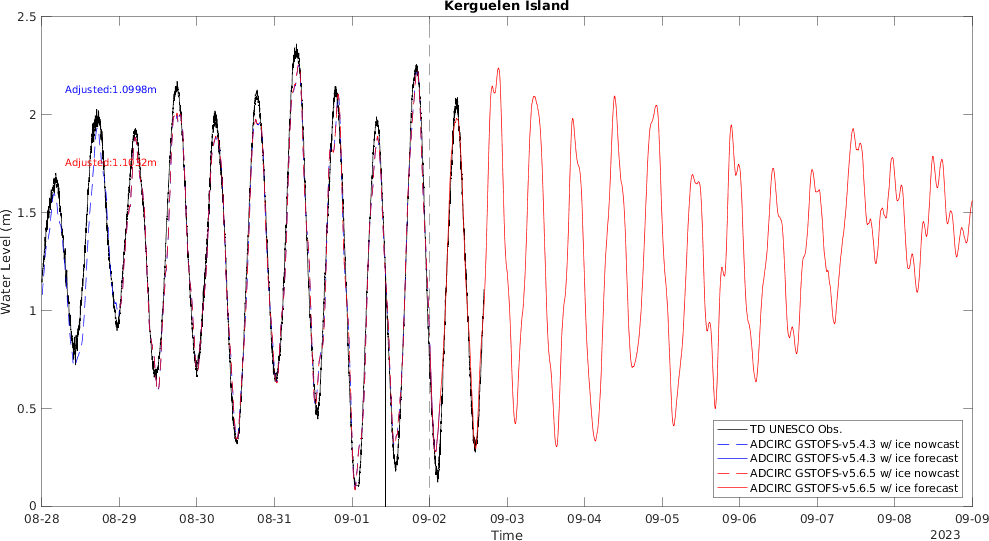 Kerguelen Island
2.5
2
1.5
1
0.5
0
Water Level (m)
Adjusted:1.0998m
Adjusted:1.1032m
TD UNESCO Obs.
ADCIRC GSTOFS-v5.4.3 w/ ice nowcast
ADCIRC GSTOFS-v5.4.3 w/ ice forecast
ADCIRC GSTOFS-v5.6.5 w/ ice nowcast
ADCIRC GSTOFS-v5.6.5 w/ ice forecast
08-28 08-29 08-30 08-31 09-01 09-02 09-03 09-04 09-05 09-06 09-07 09-08 09-09
Time
2023